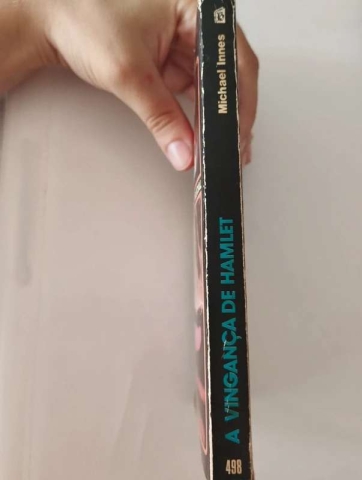 Michael Innes
A VINGANÇA DE HAMLET
498